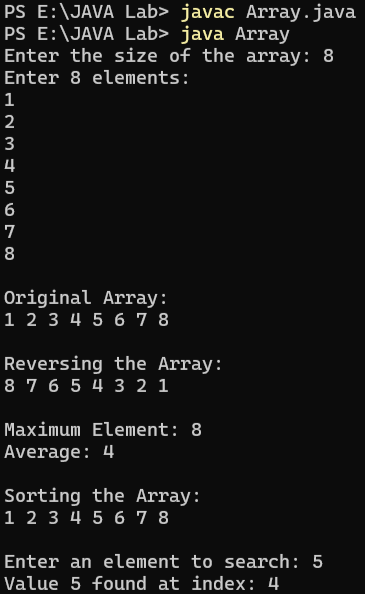 PS E:\JAVA Lab> javac Array.java
PS E:\JAVA Lab> java Array
Enter the size of the array: 8
Enter 8 elements:
1
2
3
4
5
6
7
8
Original Array:
1 2 3 4 5 6 7 8
Reversing the Array:
8 7 6 5 4 3 2 1
Maximum Element: 8
Average: 4
Sorting the Array:
1 2 3 4 5 6 7 8
Enter an element to search: 5
Value 5 found at index: 4